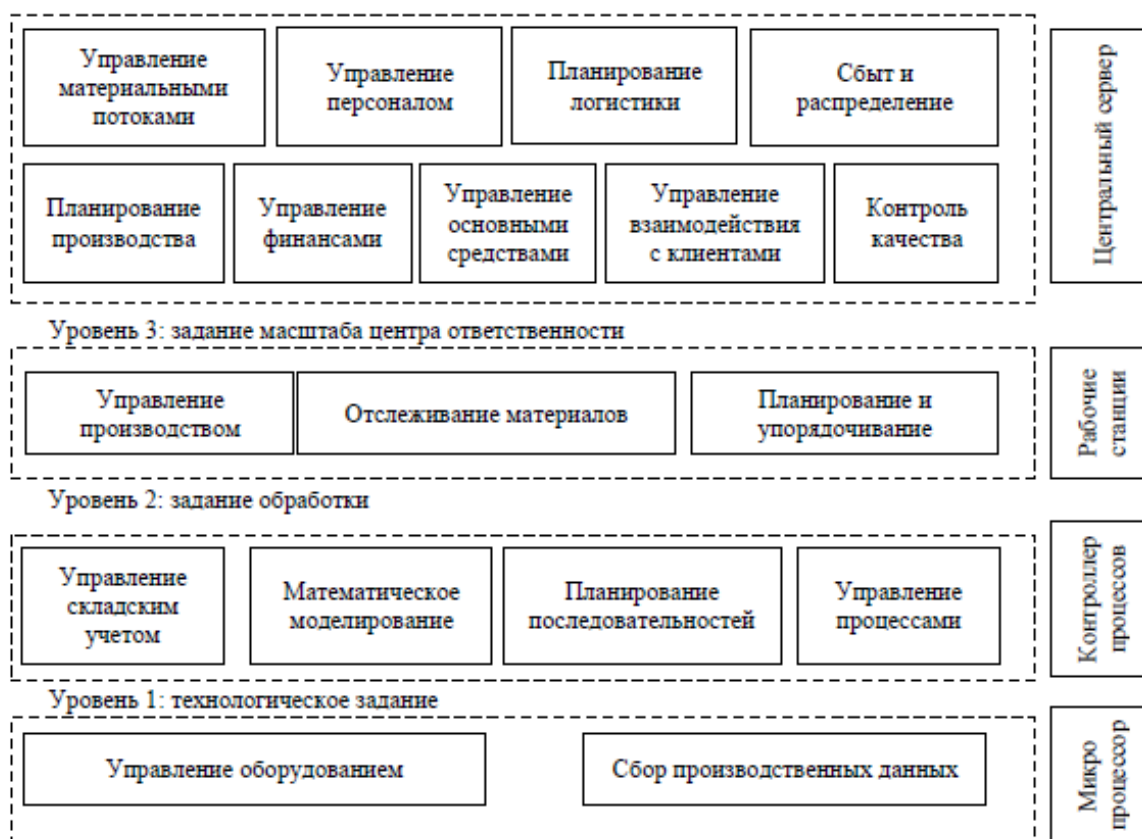 Управление
материальными
потоками
Управление
персоналом
Планирование
логистики
Сбыт и
распределение
Центральный сервер
Планирование
производства
Управление
финансами
Управление
основными
средствами
Управление
взаимодействия
с клиентами
Контроль
качества
Уровень 3: задание масштаба центра ответственности
Управление
производством
Отслеживание материалов
Планирование и
упорядочивание
Рабочие
станции
Уровень 2: задание обработки
Управление
складским
учетом
Математическое
моделирование
Планирование
последовательностей
Управление
процессами
Контроллер
процессов
Уровень 1: технологическое задание
Управление оборудованием
Сбор производственных данных
Микро
процессор